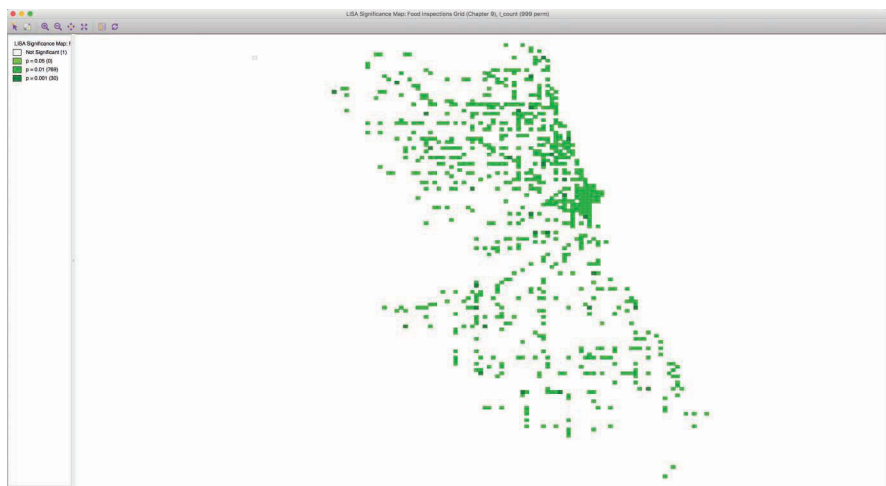 LISA Significance Map: Food Inspections Grid (Chapter 9), I_count (999 perm)
LISA Significance Map: F
Not Significant (1)
p = 0.05 (0)
p = 0.01 (769)
p = 0.001 (30)